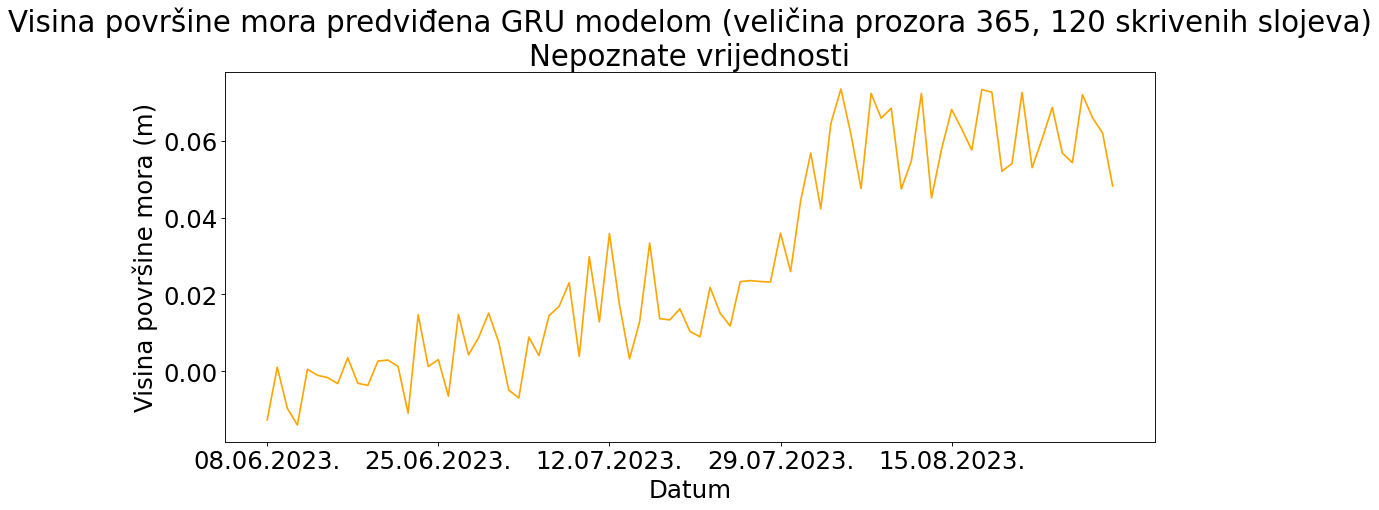 Visina površine mora predviđena GRU modelom (veličina prozora 365, 120 skrivenih slojeva)
Nepoznate vrijednosti
Visina površine mora (m)
0.06
0.04
0.02
0.00
08.06.2023. 25.06.2023. 12.07.2023. 29.07.2023. 15.08.2023.
Datum